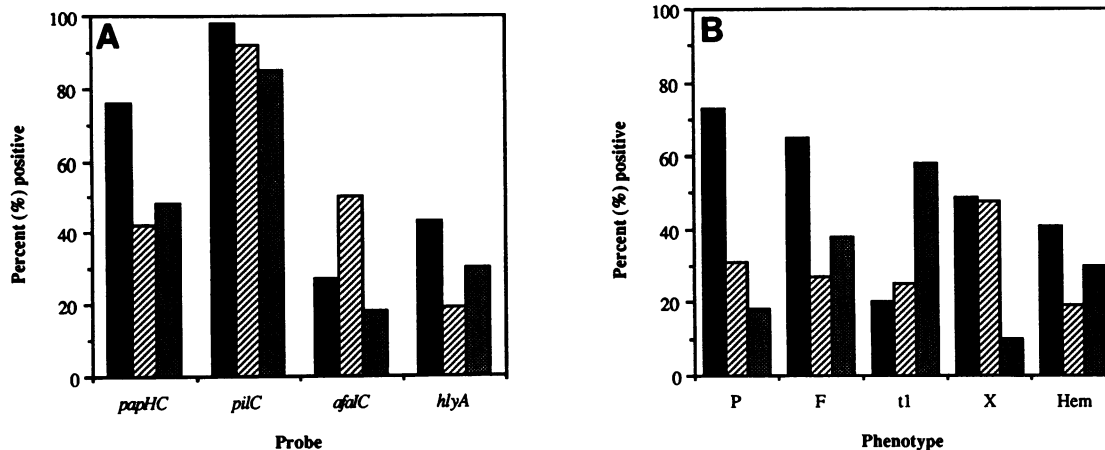 A
Percent (%) positive
100
80
60
40
20
0
papHC pilC afaIC hlyA
Probe
B
Percent (%) positive
100
80
60
40
20
0
P F t1 X Hem
Phenotype